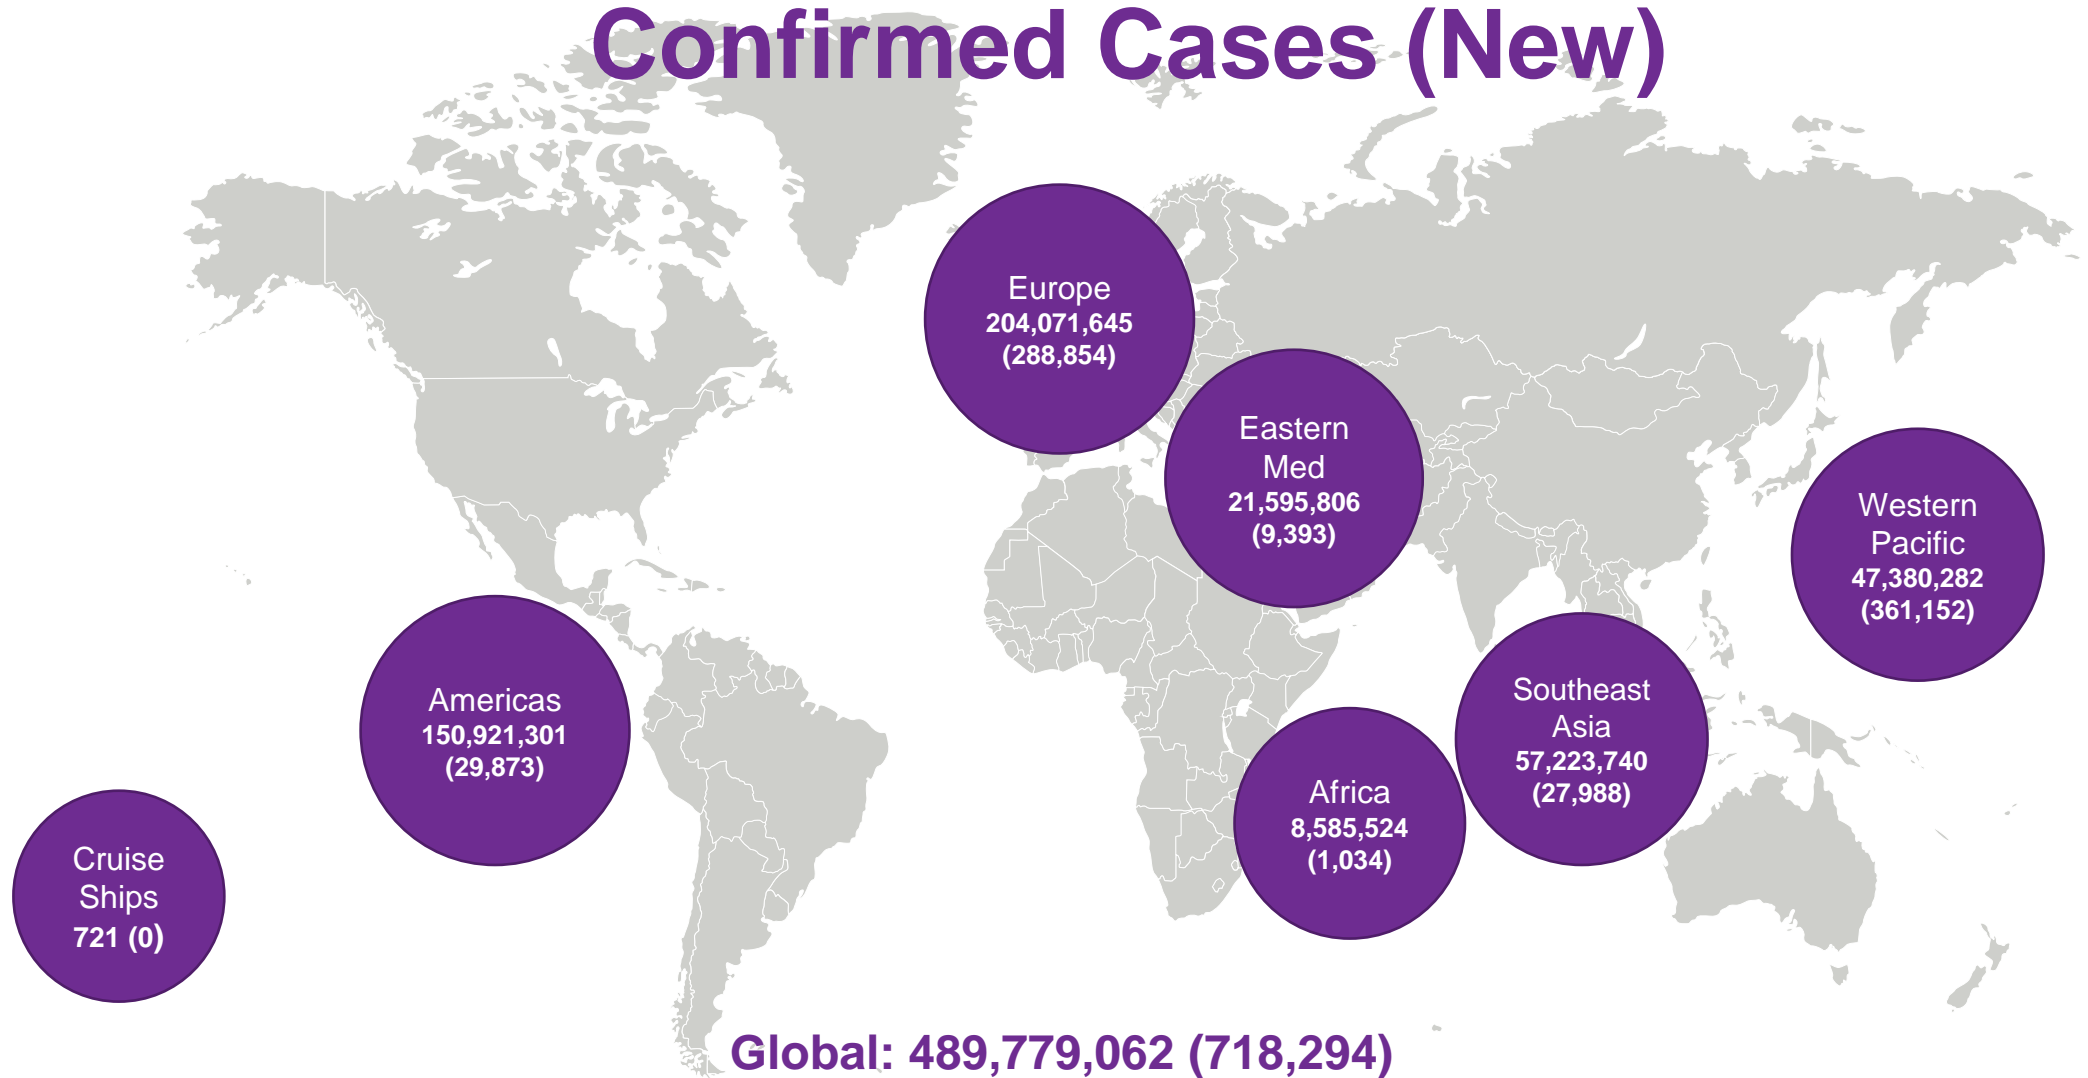 Confirmed Cases (New)
Europe
204,071,645
(288,854)
Eastern
Med
21,595,806
(9,393)
Western
Pacific
47,380,282
(361,152)
Americas
150,921,301
(29,873)
Southeast
Asia
57,223,740
(27,988)
Africa
8,585,524
(1,034)
Cruise
Ships
721 (0)
Global: 489,779,062 (718,294)